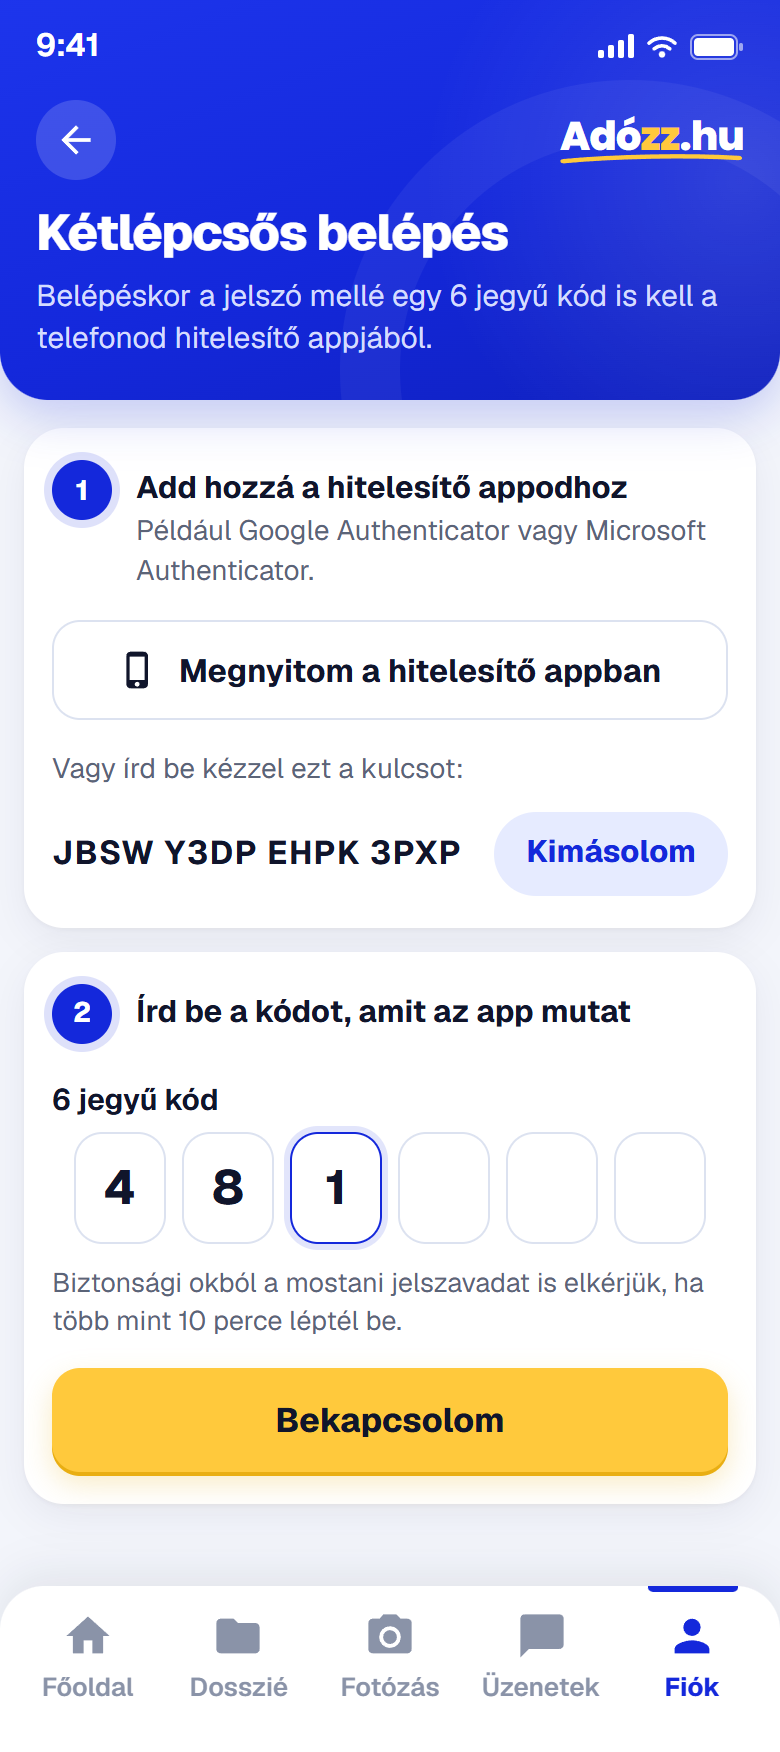 9:41
Adózz.hu
Kétlépcsős belépés
Belépéskor a jelszó mellé egy 6 jegyű kód is kell a
telefonod hitelesítő appjából.
1
Add hozzá a hitelesítő appodhoz
Például Google Authenticator vagy Microsoft
Authenticator.
Megnyitom a hitelesítő appban
Vagy írd be kézzel ezt a kulcsot:
JBSW Y3DP EHPK 3PXP
Kimásolom
2
Írd be a kódot, amit az app mutat
6 jegyű kód
4 8 1
Biztonsági okból a mostani jelszavadat is elkérjük, ha
több mint 10 perce léptél be.
Bekapcsolom
Főoldal Dosszié Fotózás Üzenetek Fiók